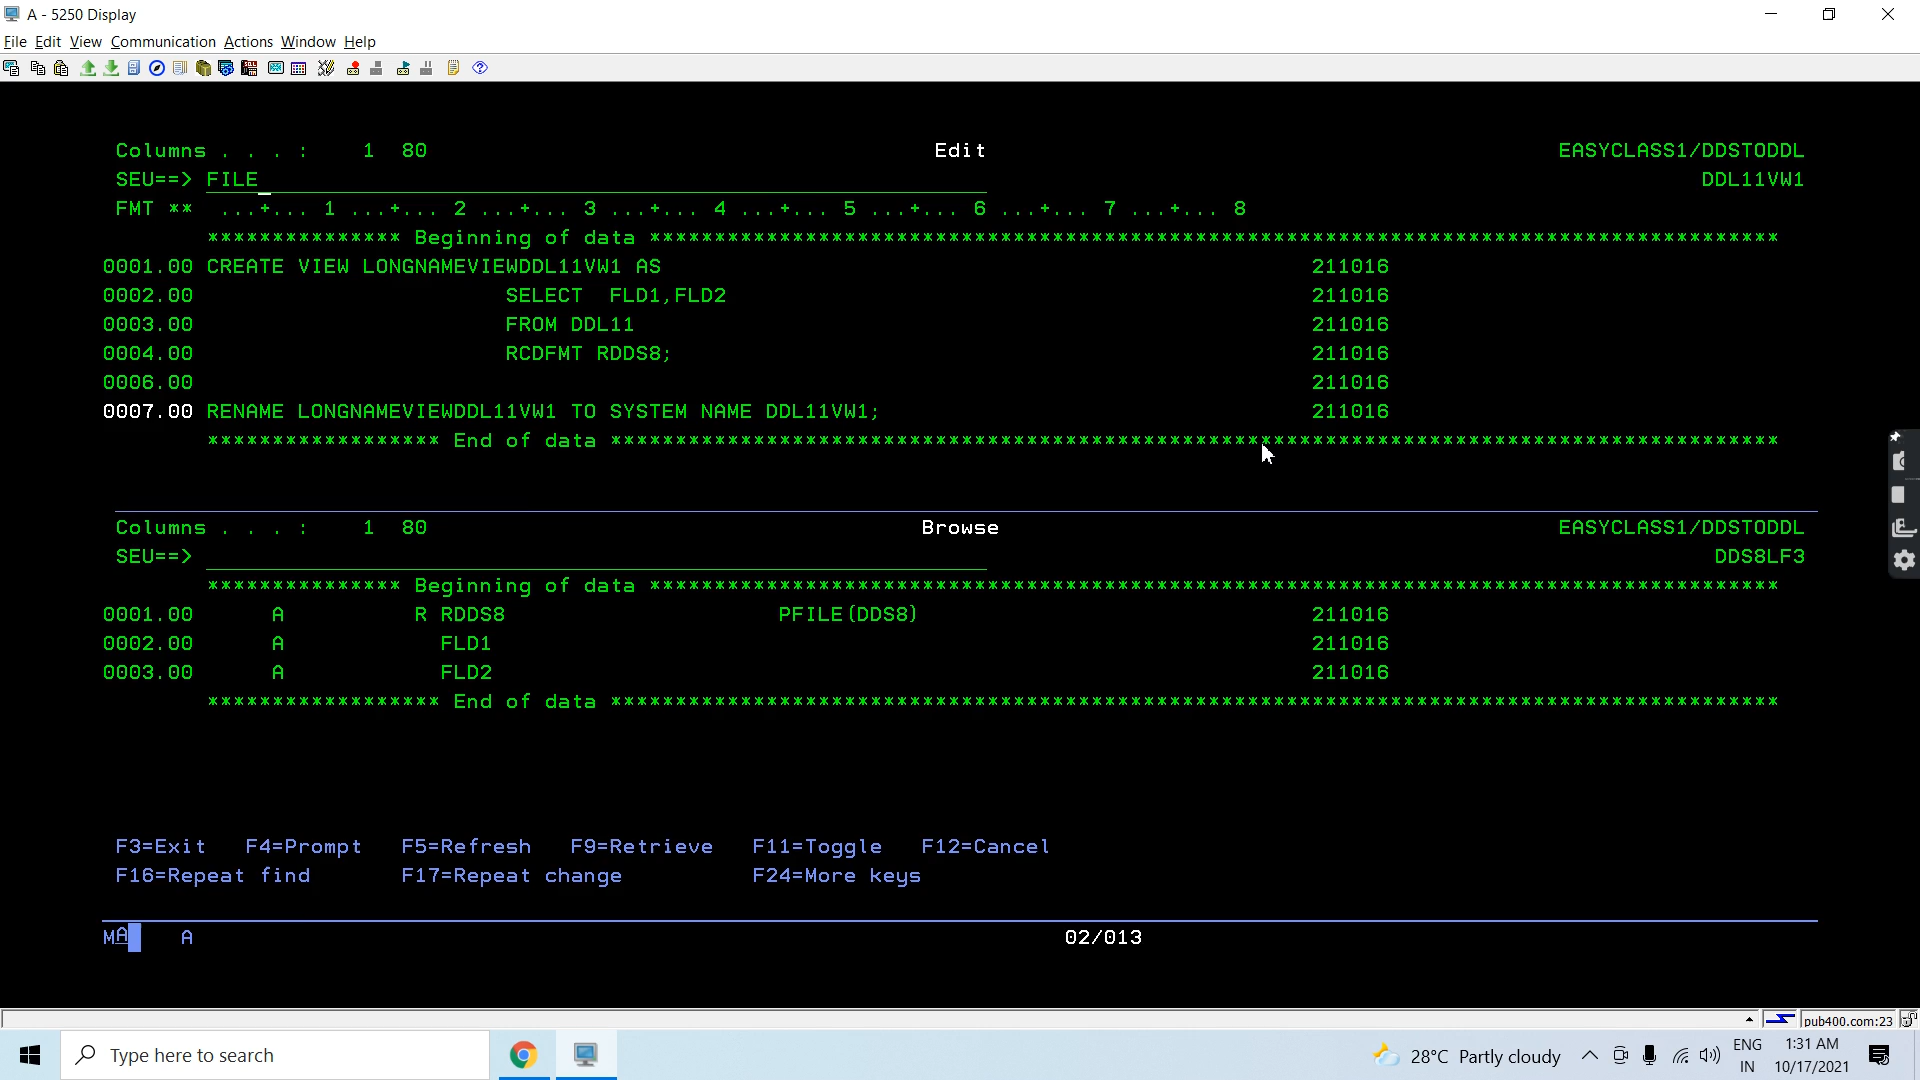 A - 5250 Display
File Edit View Communication Actions Window Help
Columns . . . :    1  80                                       Edit                                            EASYCLASS1/DDSTODDL
SEU==> FILE_                                                                                                              DDL11VW1
FMT **  ...+... 1 ...+... 2 ...+... 3 ...+... 4 ...+... 5 ...+... 6 ...+... 7 ...+... 8
*************** Beginning of data ***************************************************************************************
0001.00 CREATE VIEW LONGNAMEVIEWDDL11VW1 AS                                                  211016
0002.00                        SELECT  FLD1,FLD2                                             211016
0003.00                        FROM DDL11                                                    211016
0004.00                        RCDFMT RDDS8;                                                 211016
0006.00                                                                                      211016
0007.00 RENAME LONGNAMEVIEWDDL11VW1 TO SYSTEM NAME DDL11VW1;                                 211016
****************** End of data ******************************************************************************************
Columns . . . :    1  80                                      Browse                                           EASYCLASS1/DDSTODDL
SEU==>                                                                                                                     DDS8LF3
*************** Beginning of data ***************************************************************************************
0001.00      A          R RDDS8                     PFILE(DDS8)                              211016
0002.00      A            FLD1                                                               211016
0003.00      A            FLD2                                                               211016
****************** End of data ******************************************************************************************
F3=Exit   F4=Prompt   F5=Refresh   F9=Retrieve   F11=Toggle   F12=Cancel
F16=Repeat find       F17=Repeat change          F24=More keys
MA    A                                                                   02/013
pub400.com:23
Type here to search
28°C Partly cloudy
ENG
IN
1:31 AM
10/17/2021